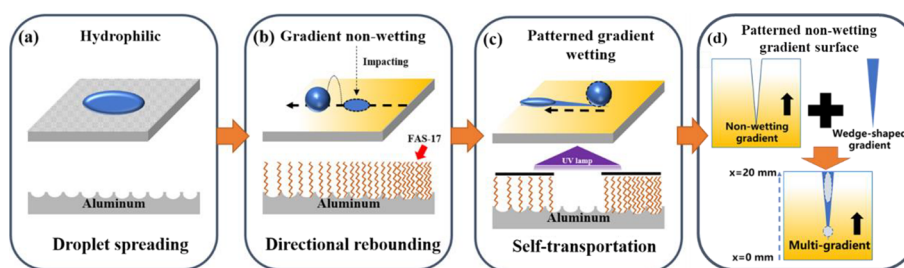 (a)
Hydrophilic
Aluminum
Droplet spreading
(b)
Gradient non-wetting
Impacting
FAS-17
Aluminum
Directional rebounding
(c)
Patterned gradient
wetting
UV lamp
Aluminum
Self-transportation
(d)
Patterned non-wetting
gradient surface
Non-wetting
gradient
Wedge-shaped
gradient
x=20 mm
x=0 mm
Multi-gradient